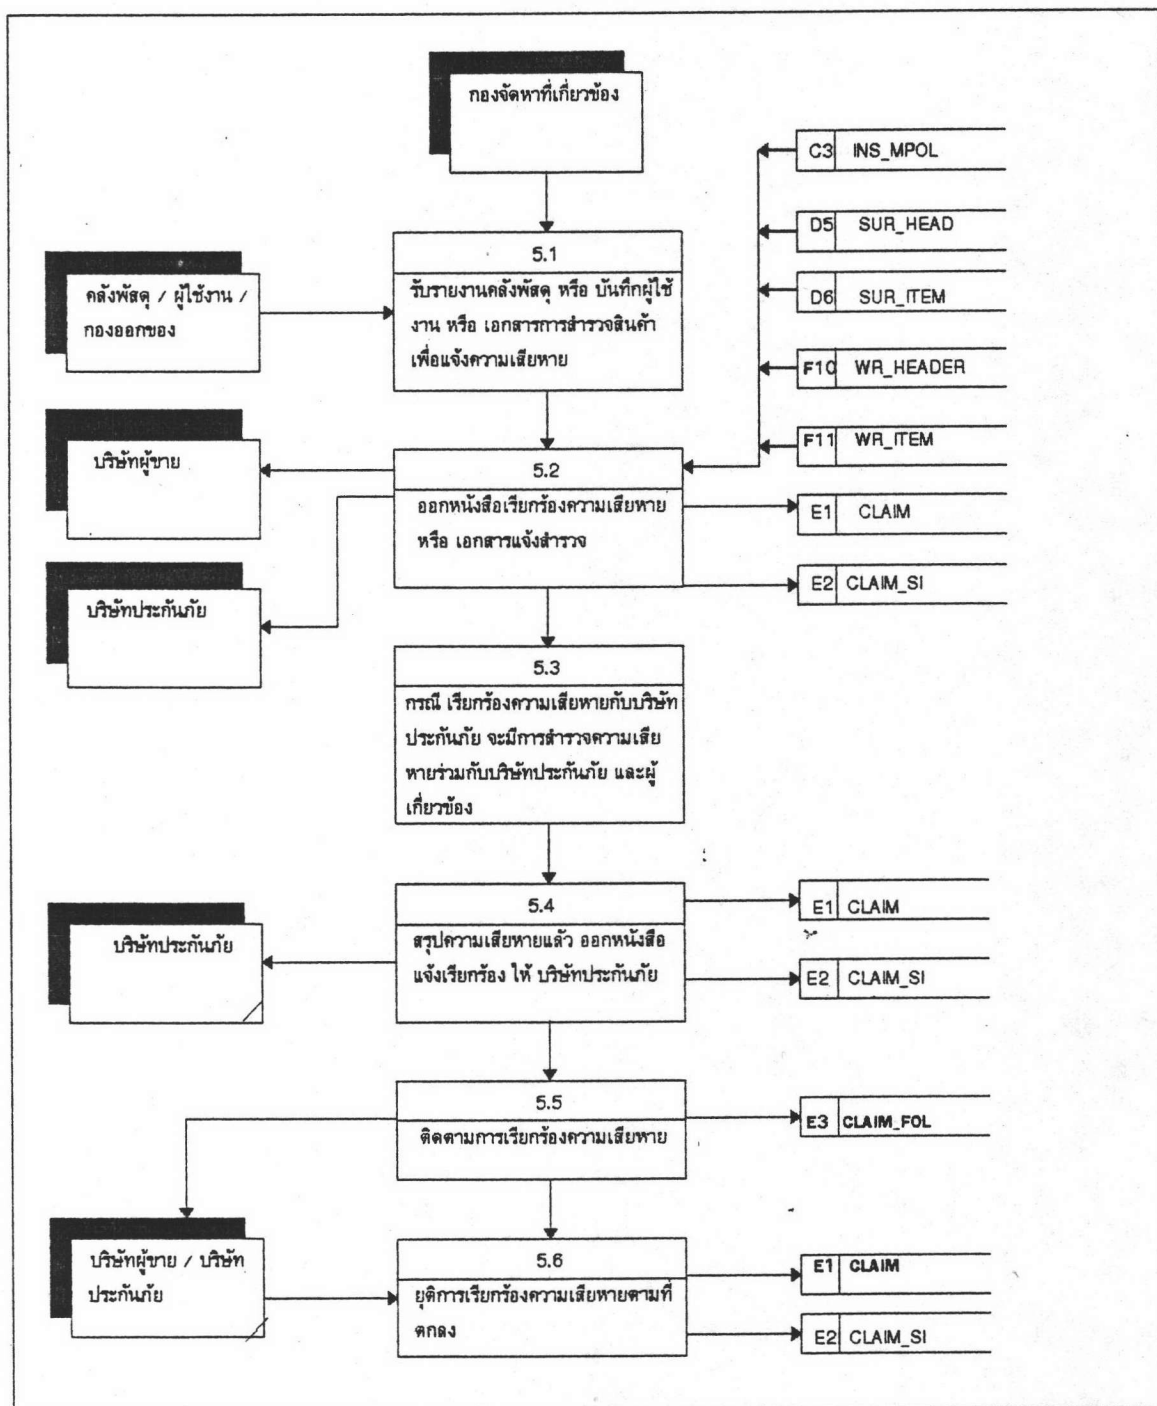 กองจัดหาที่เกี่ยวข้อง
C3 INS_MPOL
D5 SUR_HEAD
D6 SUR_ITEM
F10 WR_HEADER
F11 WR_ITEM
5.1
รับรายงานคลังพัสดุ หรือ บันทึกผู้ใช้
งาน หรือ เอกสารการสำรวจสินค้า
เพื่อแจ้งความเสียหาย
คลังพัสดุ / ผู้ใช้งาน /
กองออกของ
บริษัทผู้ขาย
5.2
ออกหนังสือเรียกร้องความเสียหาย
หรือ เอกสารแจ้งสำรวจ
E1 CLAIM
E2 CLAIM_SI
บริษัทประกันภัย
5.3
กรณี เรียกร้องความเสียหายกับบริษัท
ประกันภัย จะมีการสำรวจความเสีย
หายร่วมกับบริษัทประกันภัย และผู้
เกี่ยวข้อง
5.4
สรุปความเสียหายแล้ว ออกหนังสือ
แจ้งเรียกร้อง ให้ บริษัทประกันภัย
บริษัทประกันภัย
E1 CLAIM
E2 CLAIM_SI
5.5
ติดตามการเรียกร้องความเสียหาย
E3 CLAIM_FOL
บริษัทผู้ขาย / บริษัท
ประกันภัย
5.6
ยุติการเรียกร้องความเสียหายตามที่
ตกลง
E1 CLAIM
E2 CLAIM_SI